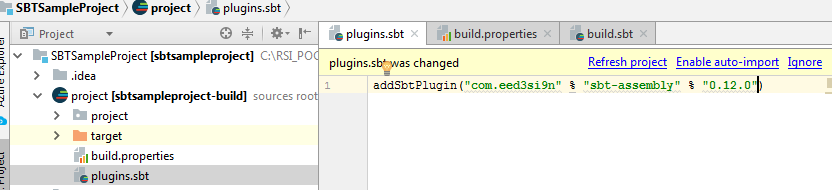 SBTSampleProject project plugins.sbt
Project
plugins.sbt build.properties build.sbt
SBTSampleProject [sbtsampleproject] C:\RSI_POC
plugins.sbt was changed Refresh project Enable auto-import Ignore
.idea
1 addSbtPlugin("com.eed3si9n" % "sbt-assembly" % "0.12.0")
project [sbtsampleproject-build] sources root
project
target
build.properties
plugins.sbt
Active Explorer
Project